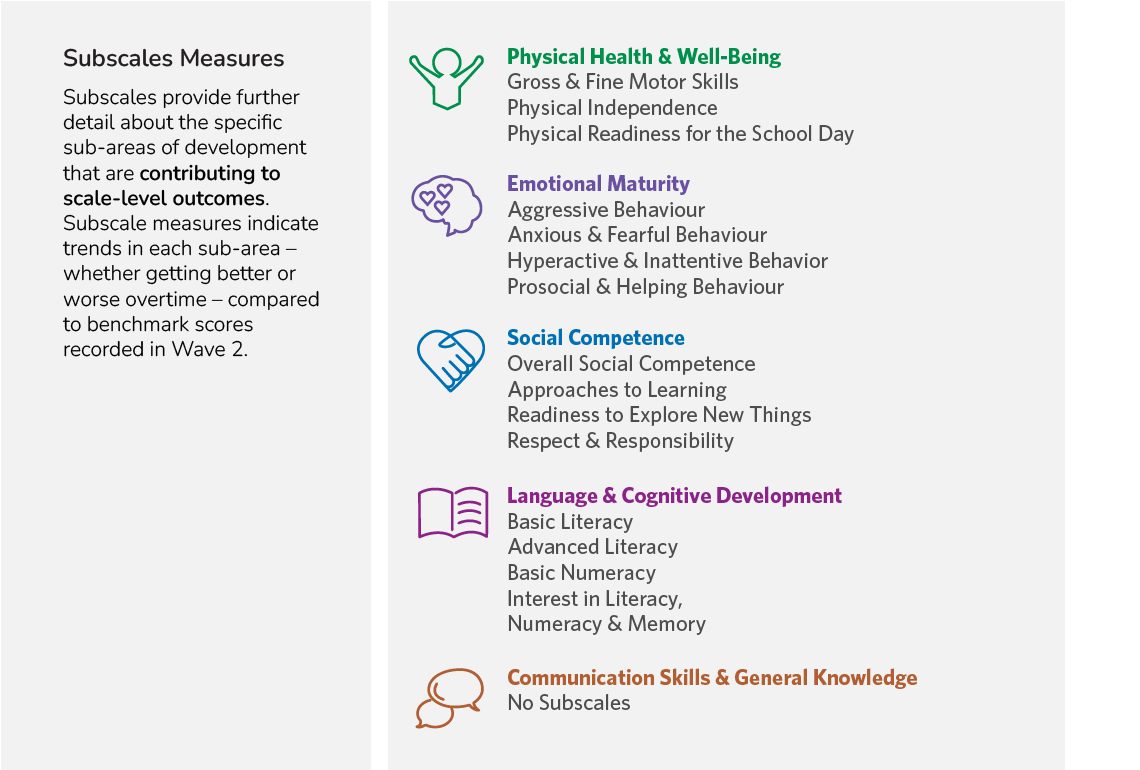 Subscales Measures
Subscales provide further
detail about the specific
sub-areas of development
that are contributing to
scale-level outcomes.
Subscale measures indicate
trends in each sub-area –
whether getting better or
worse overtime – compared
to benchmark scores
recorded in Wave 2.
Physical Health & Well-Being
Gross & Fine Motor Skills
Physical Independence
Physical Readiness for the School Day
Emotional Maturity
Aggressive Behaviour
Anxious & Fearful Behaviour
Hyperactive & Inattentive Behavior
Prosocial & Helping Behaviour
Social Competence
Overall Social Competence
Approaches to Learning
Readiness to Explore New Things
Respect & Responsibility
Language & Cognitive Development
Basic Literacy
Advanced Literacy
Basic Numeracy
Interest in Literacy,
Numeracy & Memory
Communication Skills & General Knowledge
No Subscales